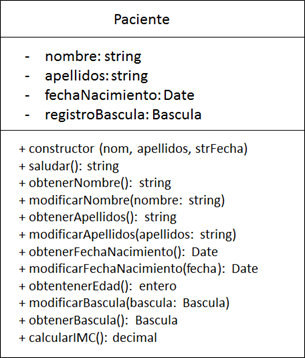 Paciente
- nombre: string
- apellidos: string
- fechaNacimiento: Date
- registroBascula: Bascula
+ constructor (nom, apellidos, strFecha)
+ saludar(): string
+ obtenerNombre(): string
+ modificarNombre(nombre: string)
+ obtenerApellidos(): string
+ modificarApellidos(apellidos: string)
+ obtenerFechaNacimiento(): Date
+ modificarFechaNacimiento(fecha): Date
+ obtentenerEdad(): entero
+ modificarBascula(bascula: Bascula)
+ obtenerBascula(): Bascula
+ calcularIMC(): decimal